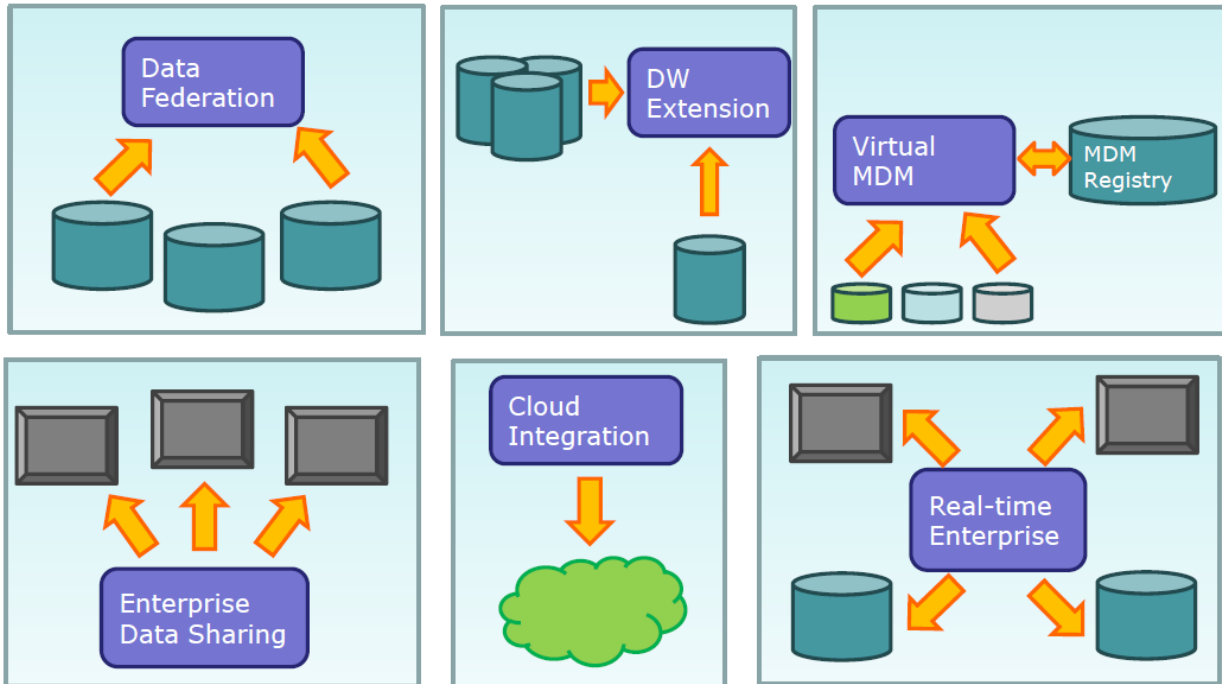 Data
Federation
DW
Extension
Virtual
MDM
MDM
Registry
Enterprise
Data Sharing
Cloud
Integration
Real-time
Enterprise